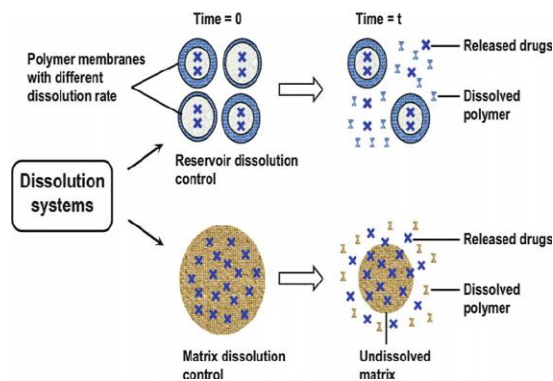 Time = 0
Time = t
Polymer membranes
with different
dissolution rate
Released drugs
Dissolved
polymer
Reservoir dissolution
control
Dissolution
systems
Released drugs
Dissolved
polymer
Matrix dissolution
control
Undissolved
matrix